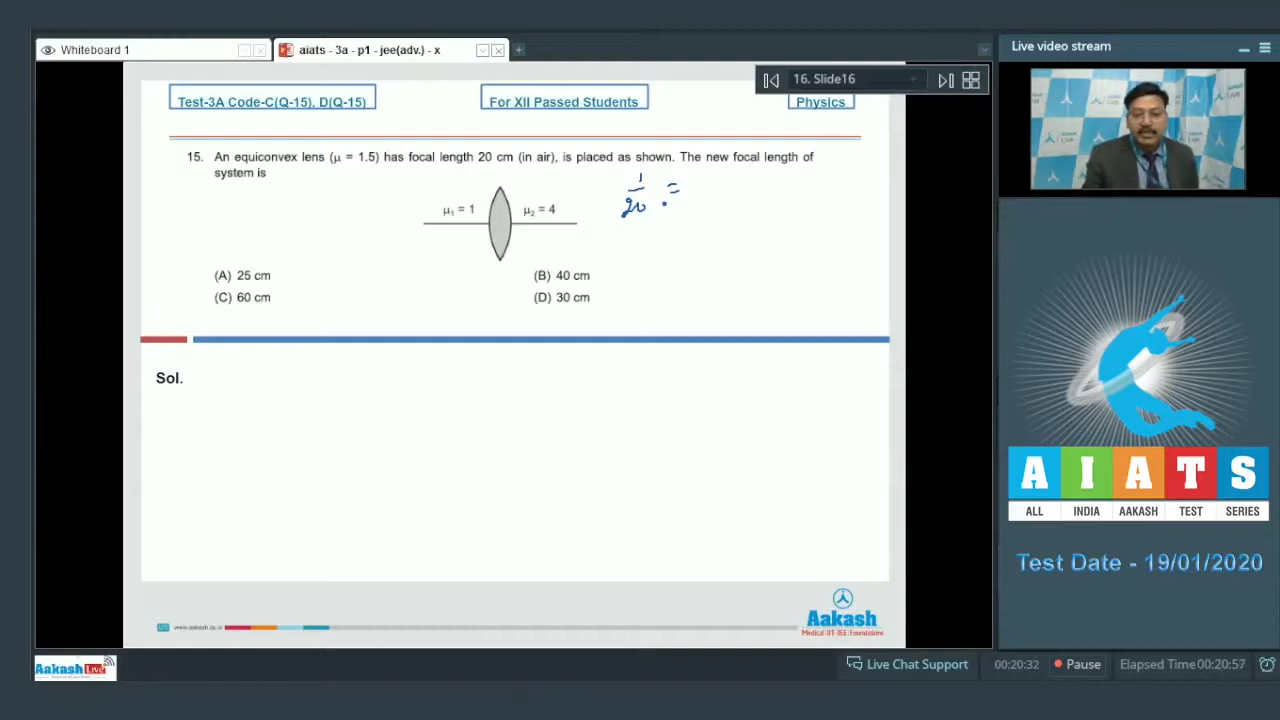 Whiteboard 1
aiats - 3a - p1 - jee(adv.) - x
Live video stream
16. Slide16
Test-3A Code-C(Q-15), D(Q-15)
For XII Passed Students
Physics
15. An equiconvex lens (μ = 1.5) has focal length 20 cm (in air), is placed as shown. The new focal length of
system is
1/20 =
μ₁ = 1
μ₂ = 4
(A) 25 cm
(B) 40 cm
(C) 60 cm
(D) 30 cm
Sol.
A I A T S
ALL INDIA AAKASH TEST SERIES
Test Date - 19/01/2020
Aakash
Medical|IIT-JEE|Foundations
www.aakash.ac.in
Aakash Live
Live Chat Support
00:20:32
Pause
Elapsed Time 00:20:57